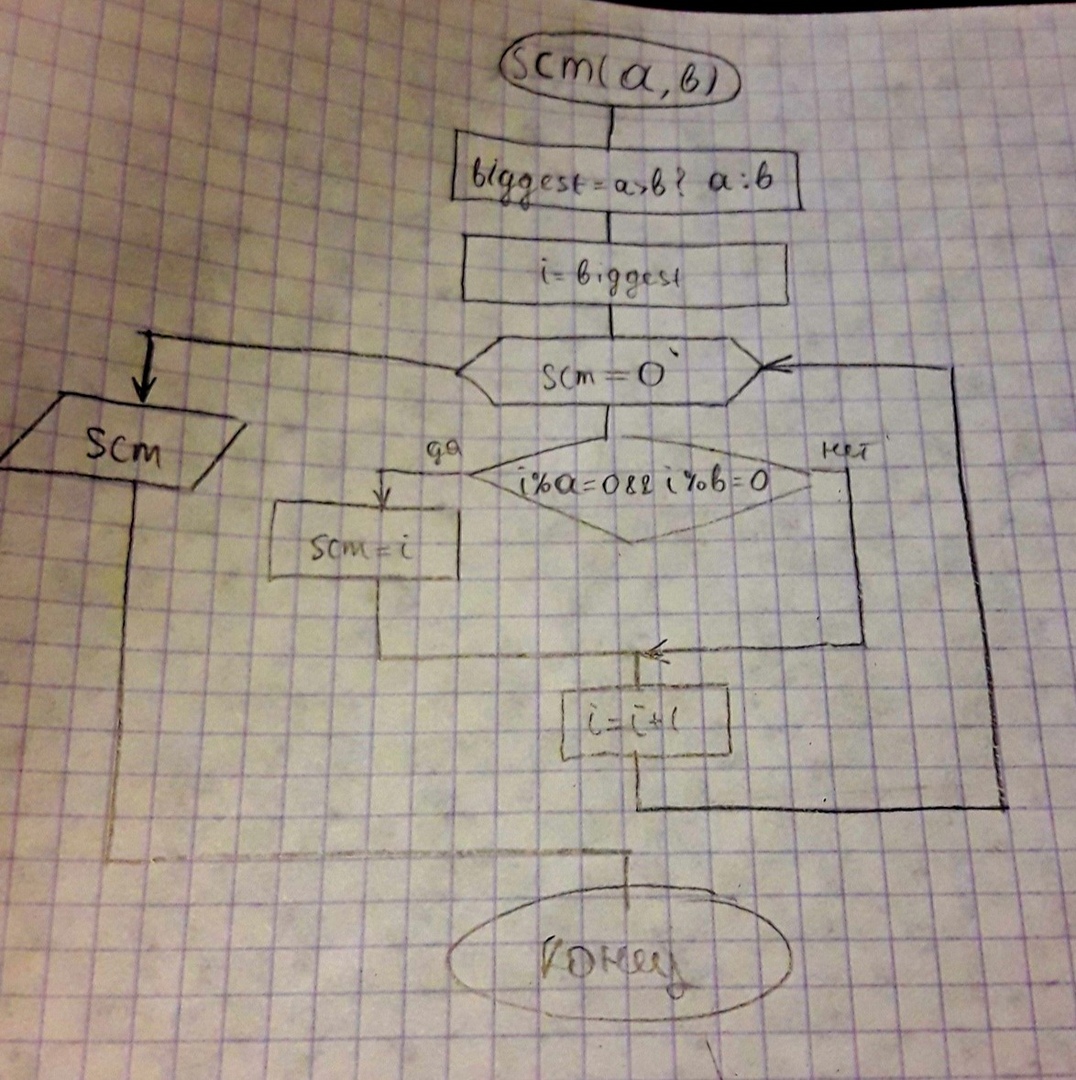 scm(a,b)
biggest=a>b? a:b
i=biggest
scm=0
scm
да
нет
i%a=0&& i%b=0
scm=i
i=i+1
конец